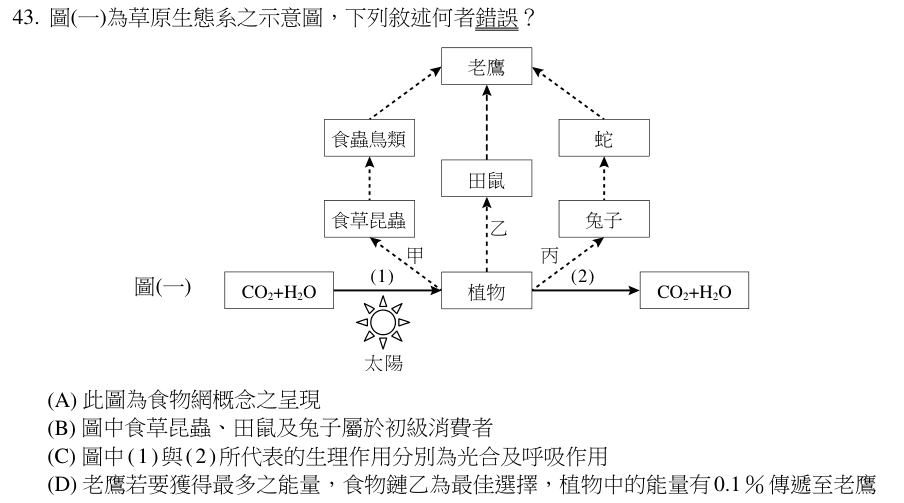 43. 圖(一)為草原生態系之示意圖，下列敘述何者錯誤？
老鷹
食蟲鳥類
蛇
田鼠
食草昆蟲
兔子
乙
甲
丙
圖(一)
CO₂+H₂O
(1)
植物
(2)
CO₂+H₂O
太陽
(A) 此圖為食物網概念之呈現
(B) 圖中食草昆蟲、田鼠及兔子屬於初級消費者
(C) 圖中(1)與(2)所代表的生理作用分別為光合及呼吸作用
(D) 老鷹若要獲得最多之能量，食物鏈乙為最佳選擇，植物中的能量有0.1％傳遞至老鷹